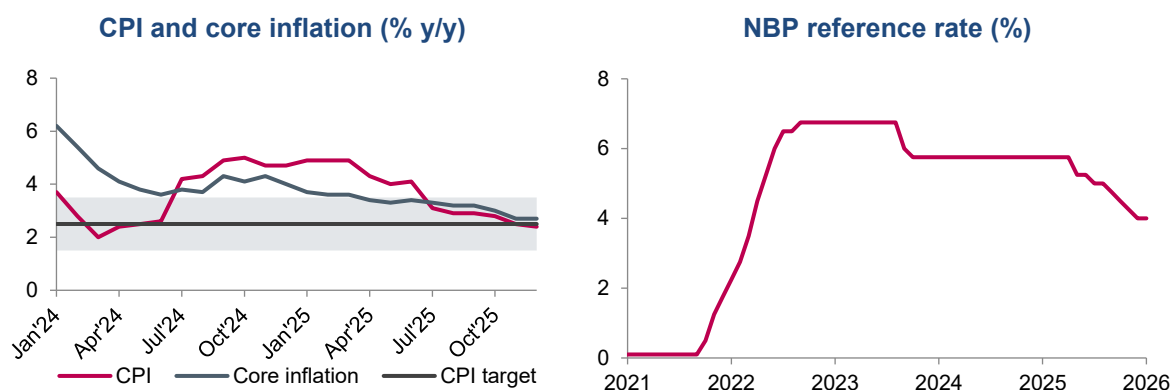 CPI and core inflation (% y/y)
8
6
4
2
0
Jan'24
Apr'24
Jul'24
Oct'24
Jan'25
Apr'25
Jul'25
Oct'25
CPI
Core inflation
CPI target
NBP reference rate (%)
8
6
4
2
0
2021
2022
2023
2024
2025
2026